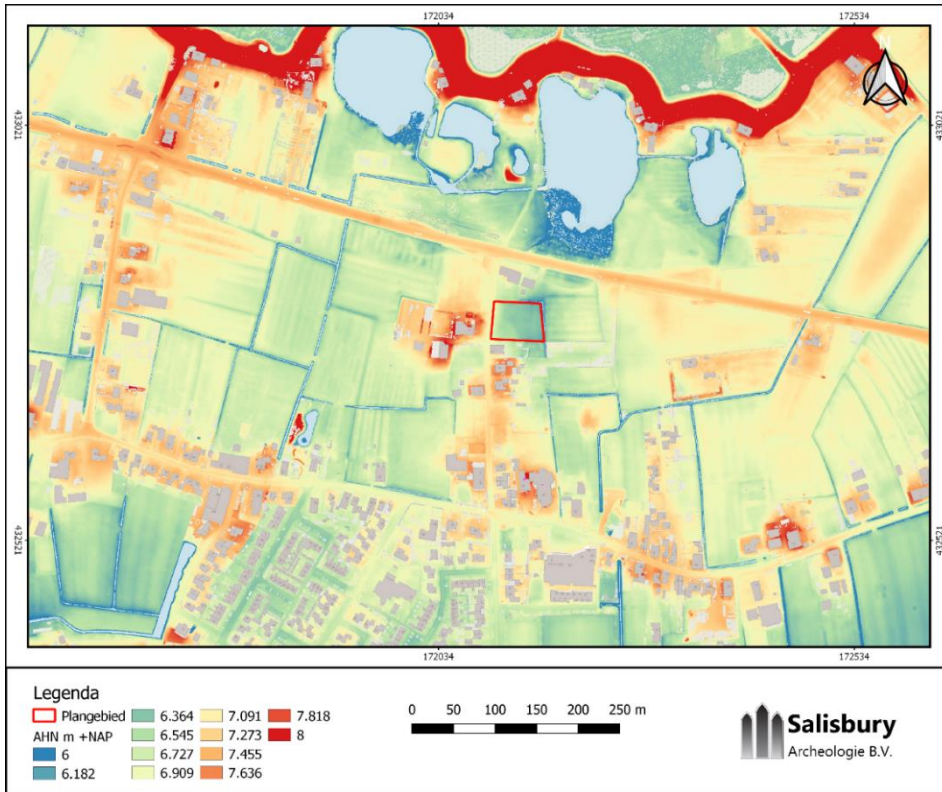 172034 172534
N
433021 433021
432521 432521
172034 172534
Legenda
Plangebied
AHN m +NAP
6
6.182
6.364
6.545
6.727
6.909
7.091
7.273
7.455
7.636
7.818
8
0 50 100 150 200 250 m
Salisbury
Archeologie B.V.